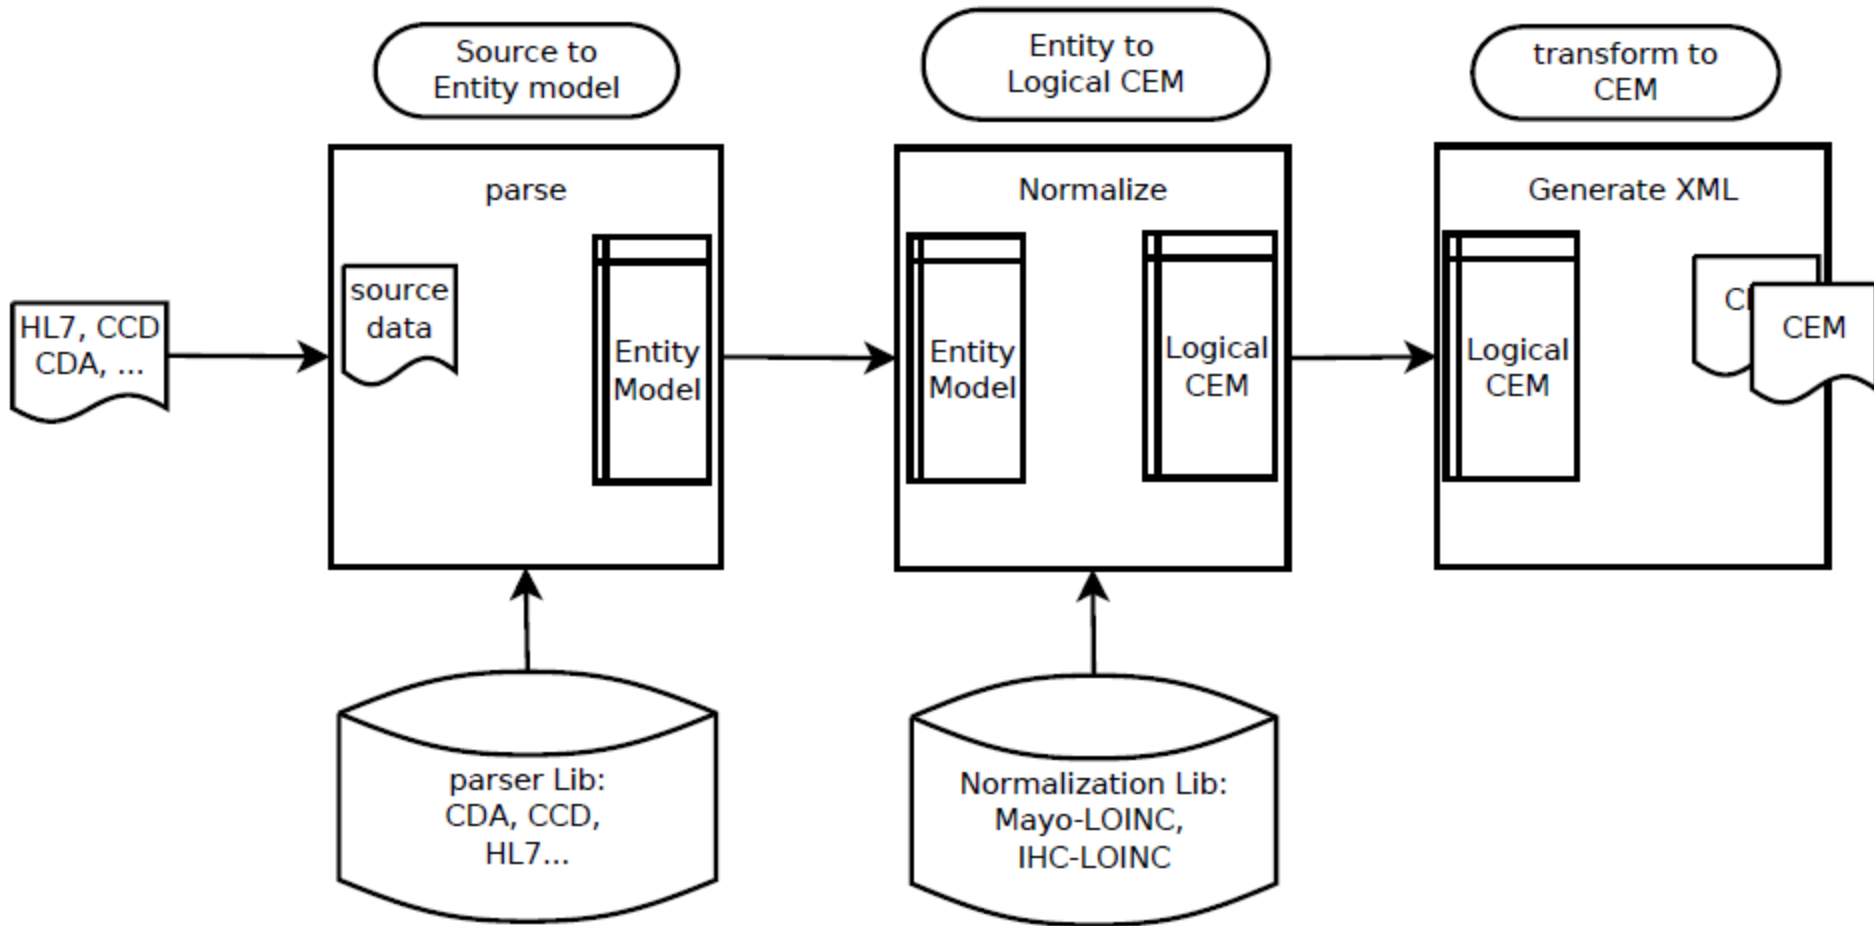 Source to
Entity model
Entity to
Logical CEM
transform to
CEM
parse
Normalize
Generate XML
HL7, CCD
CDA, ...
source
data
Entity
Model
Entity
Model
Logical
CEM
Logical
CEM
CEM
parser Lib:
CDA, CCD,
HL7...
Normalization Lib:
Mayo-LOINC,
IHC-LOINC